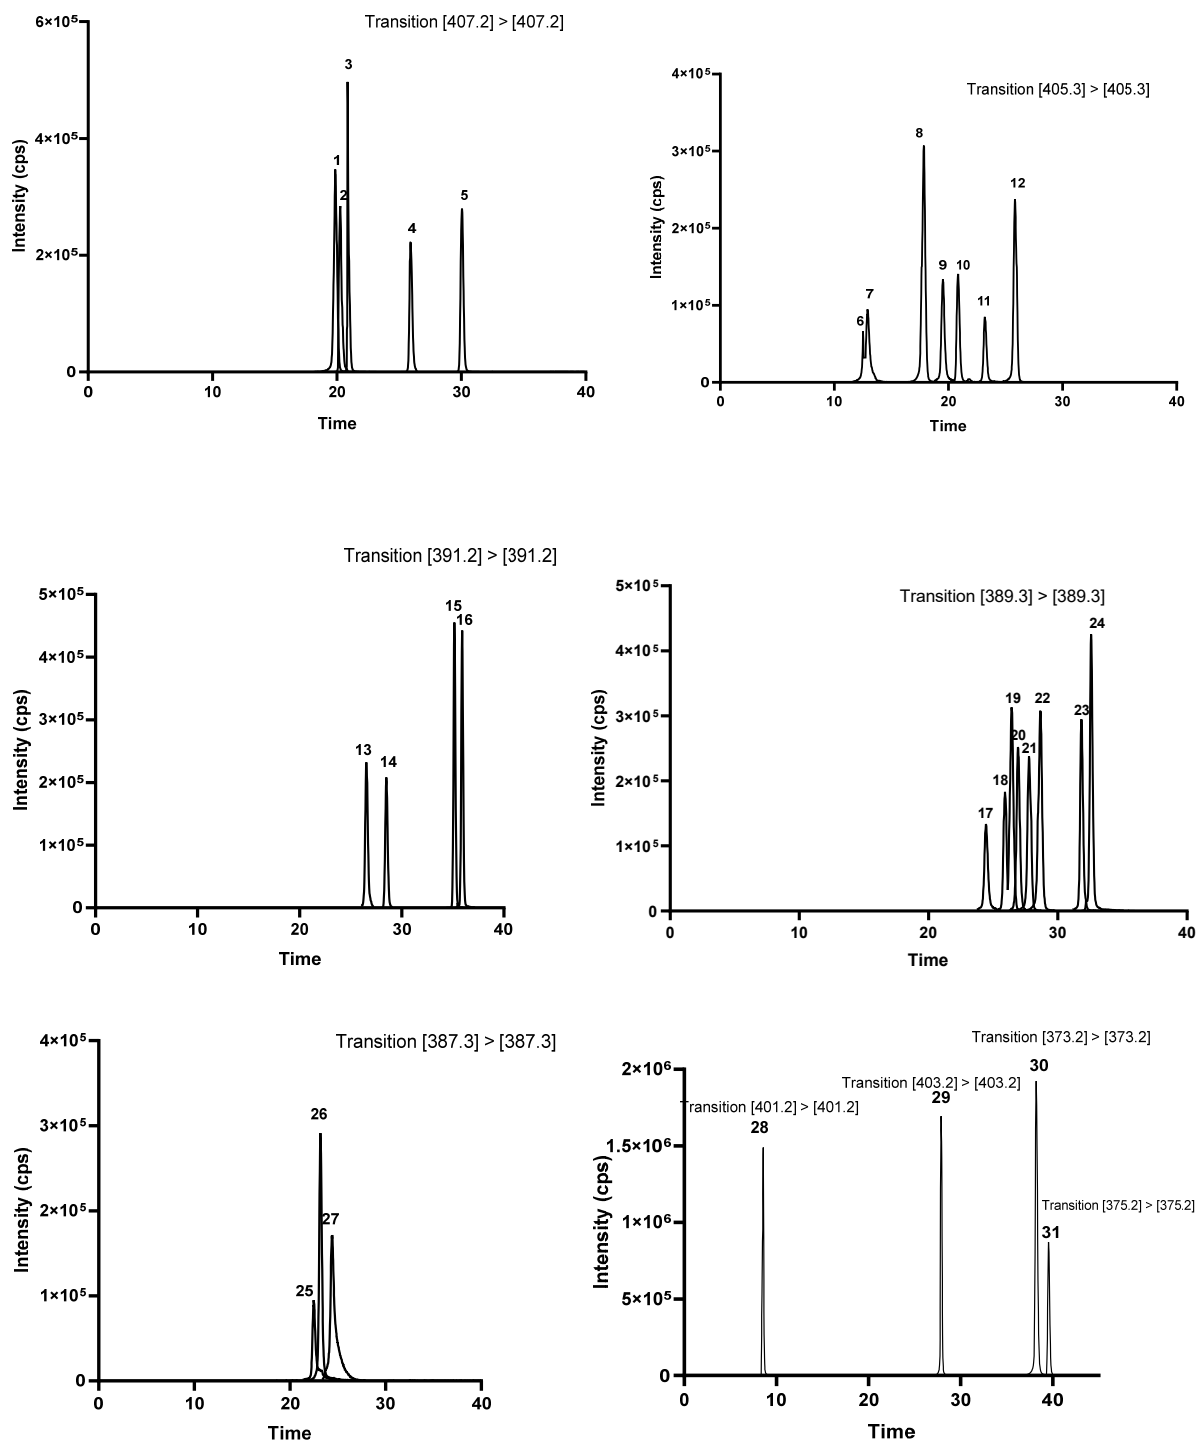 Transition [407.2] > [407.2]
6×10⁵
4×10⁵
2×10⁵
0
Intensity (cps)
1
2
3
4
5
0 10 20 30 40
Time
Transition [405.3] > [405.3]
4×10⁵
3×10⁵
2×10⁵
1×10⁵
0
Intensity (cps)
6
7
8
9
10
11
12
0 10 20 30 40
Time
Transition [391.2] > [391.2]
5×10⁵
4×10⁵
3×10⁵
2×10⁵
1×10⁵
0
Intensity (cps)
13
14
15
16
0 10 20 30 40
Time
Transition [389.3] > [389.3]
5×10⁵
4×10⁵
3×10⁵
2×10⁵
1×10⁵
0
Intensity (cps)
17
18
19
20
21
22
23
24
0 10 20 30 40
Time
Transition [387.3] > [387.3]
4×10⁵
3×10⁵
2×10⁵
1×10⁵
0
Intensity (cps)
25
26
27
0 10 20 30 40
Time
Transition [373.2] > [373.2]
30
Transition [403.2] > [403.2]
29
Transition [401.2] > [401.2]
28
Transition [375.2] > [375.2]
31
2×10⁶
1.5×10⁶
1×10⁶
5×10⁵
0
Intensity (cps)
0 10 20 30 40
Time